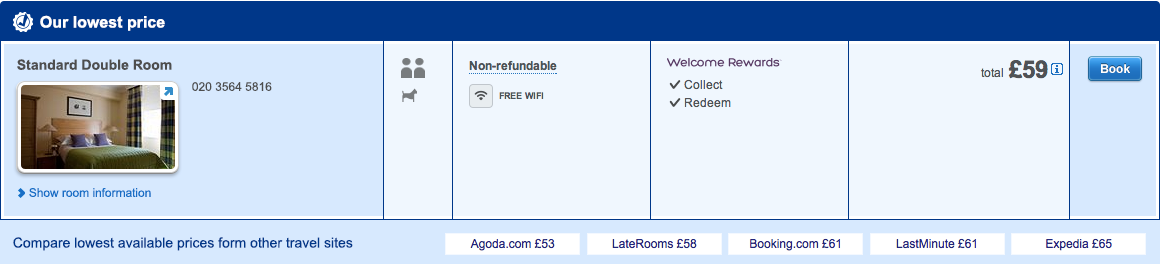 Our lowest price
Standard Double Room
020 3564 5816
Show room information
Non-refundable
FREE WIFI
Welcome Rewards
Collect
Redeem
total £59
Book
Compare lowest available prices form other travel sites
Agoda.com £53
LateRooms £58
Booking.com £61
LastMinute £61
Expedia £65